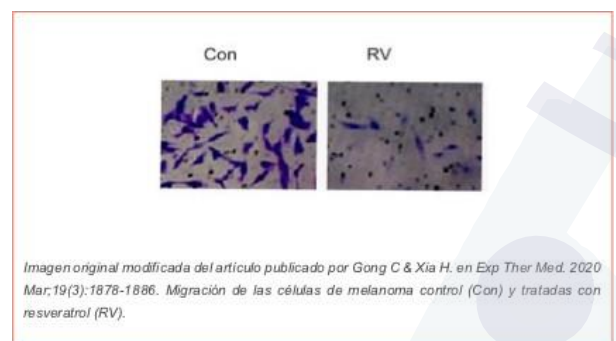 Con RV
Imagen original modificada del artículo publicado por Gong C & Xia H. en Exp Ther Med. 2020
Mar;19(3):1878-1886. Migración de las células de melanoma control (Con) y tratadas con
resveratrol (RV).